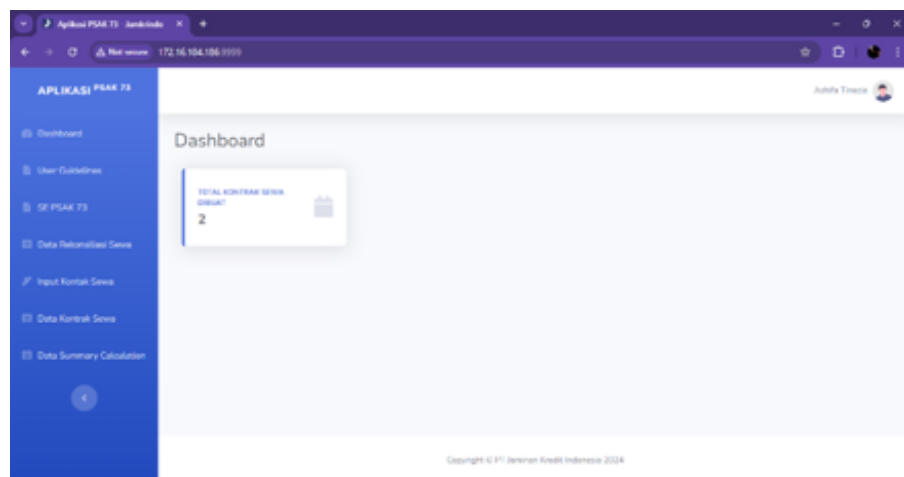 Aplikasi PSAK 73 - Jamkrindo
Not secure 172.16.104.186:9999
APLIKASI PSAK 73
Dashboard
User Guidelines
SE PSAK 73
Data Rekonsiliasi Sewa
Input Kontak Sewa
Data Kontrak Sewa
Data Summary Calculation
Dashboard
TOTAL KONTRAK SEWA
DIBUAT
2
Copyright © PT Jaminan Kredit Indonesia 2024